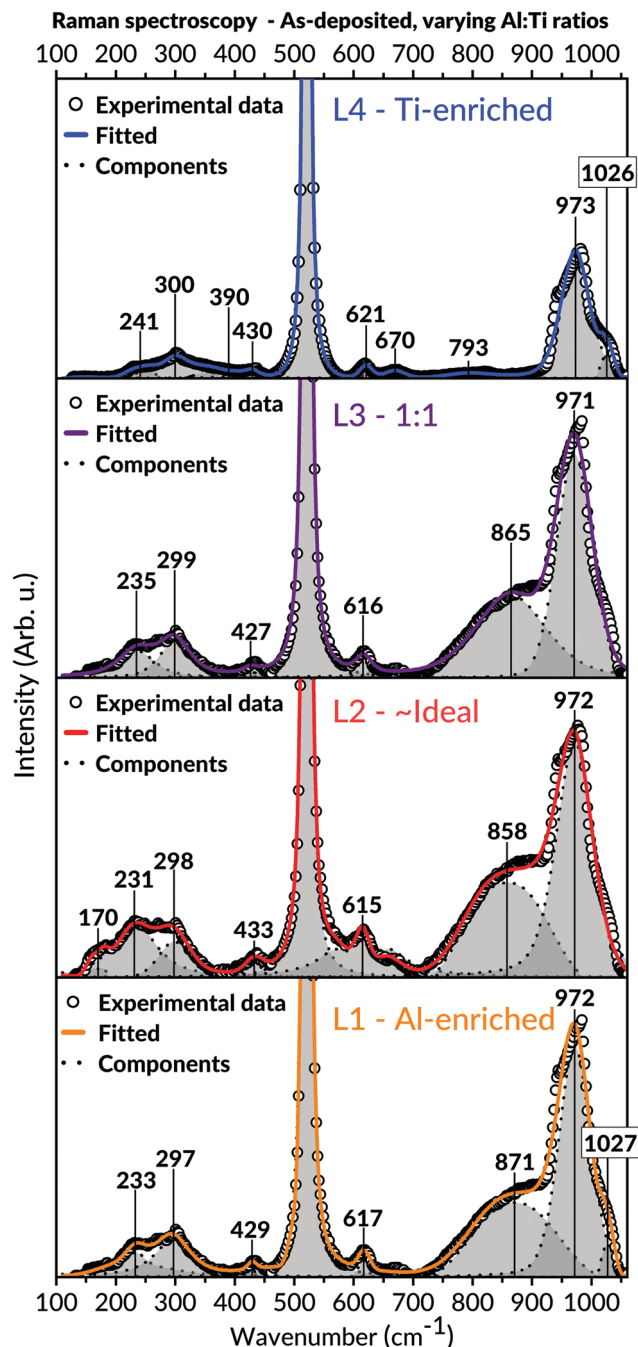 Raman spectroscopy - As-deposited, varying Al:Ti ratios
100 200 300 400 500 600 700 800 900 1000
Experimental data
Fitted
Components
L4 - Ti-enriched
241
300
390
430
621
670
793
973
1026
Experimental data
Fitted
Components
L3 - 1:1
235
299
427
616
865
971
Experimental data
Fitted
Components
L2 - ~Ideal
170
231
298
433
615
858
972
Experimental data
Fitted
Components
L1 - Al-enriched
233
297
429
617
871
972
1027
100 200 300 400 500 600 700 800 900 1000
Wavenumber (cm⁻¹)
Intensity (Arb. u.)